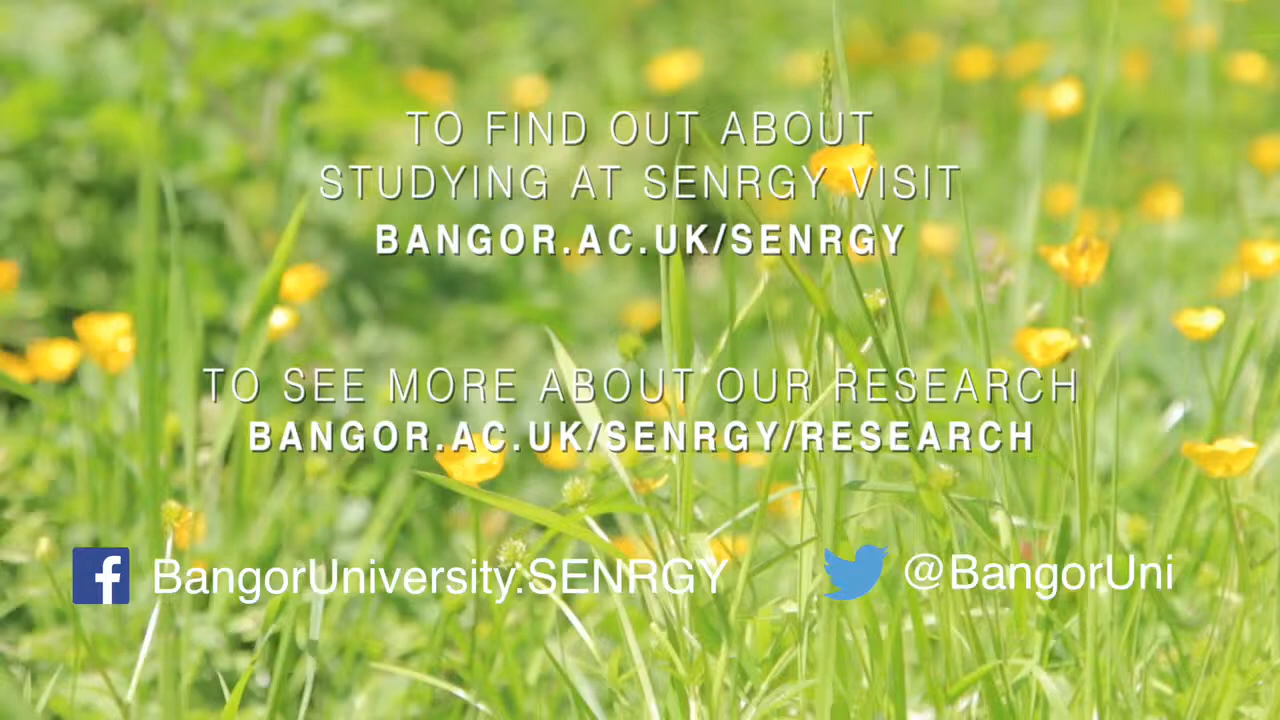 TO FIND OUT ABOUT
STUDYING AT SENRGY VISIT
BANGOR.AC.UK/SENRGY
TO SEE MORE ABOUT OUR RESEARCH
BANGOR.AC.UK/SENRGY/RESEARCH
f BangorUniversity.SENRGY
@BangorUni